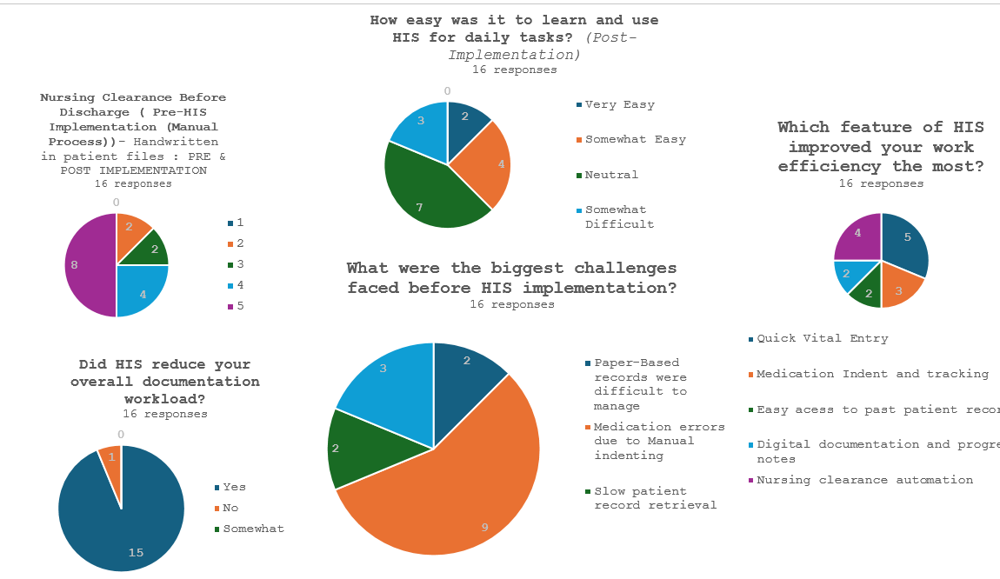 How easy was it to learn and use
HIS for daily tasks? (Post-
Implementation)
16 responses
0
2
4
7
3
Very Easy
Somewhat Easy
Neutral
Somewhat
Difficult
Nursing Clearance Before
Discharge ( Pre-HIS
Implementation (Manual
Process))- Handwritten
in patient files : PRE &
POST IMPLEMENTATION
16 responses
0
2
2
4
8
1
2
3
4
5
Which feature of HIS
improved your work
efficiency the most?
16 responses
5
3
2
2
4
Quick Vital Entry
Medication Indent and tracking
Easy acess to past patient recor
Digital documentation and progre
notes
Nursing clearance automation
What were the biggest challenges
faced before HIS implementation?
16 responses
2
9
2
3
Paper-Based
records were
difficult to
manage
Medication errors
due to Manual
indenting
Slow patient
record retrieval
Did HIS reduce your
overall documentation
workload?
16 responses
0
1
15
Yes
No
Somewhat